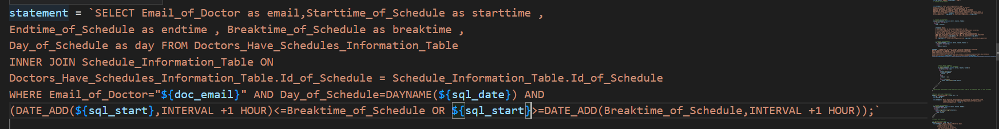 statement = `SELECT Email_of_Doctor as email,Starttime_of_Schedule as starttime ,
Endtime_of_Schedule as endtime , Breaktime_of_Schedule as breaktime ,
Day_of_Schedule as day FROM Doctors_Have_Schedules_Information_Table
INNER JOIN Schedule_Information_Table ON
Doctors_Have_Schedules_Information_Table.Id_of_Schedule = Schedule_Information_Table.Id_of_Schedule
WHERE Email_of_Doctor="${doc_email}" AND Day_of_Schedule=DAYNAME(${sql_date}) AND
(DATE_ADD(${sql_start},INTERVAL +1 HOUR)<=Breaktime_of_Schedule OR ${sql_start}>=DATE_ADD(Breaktime_of_Schedule,INTERVAL +1 HOUR));`